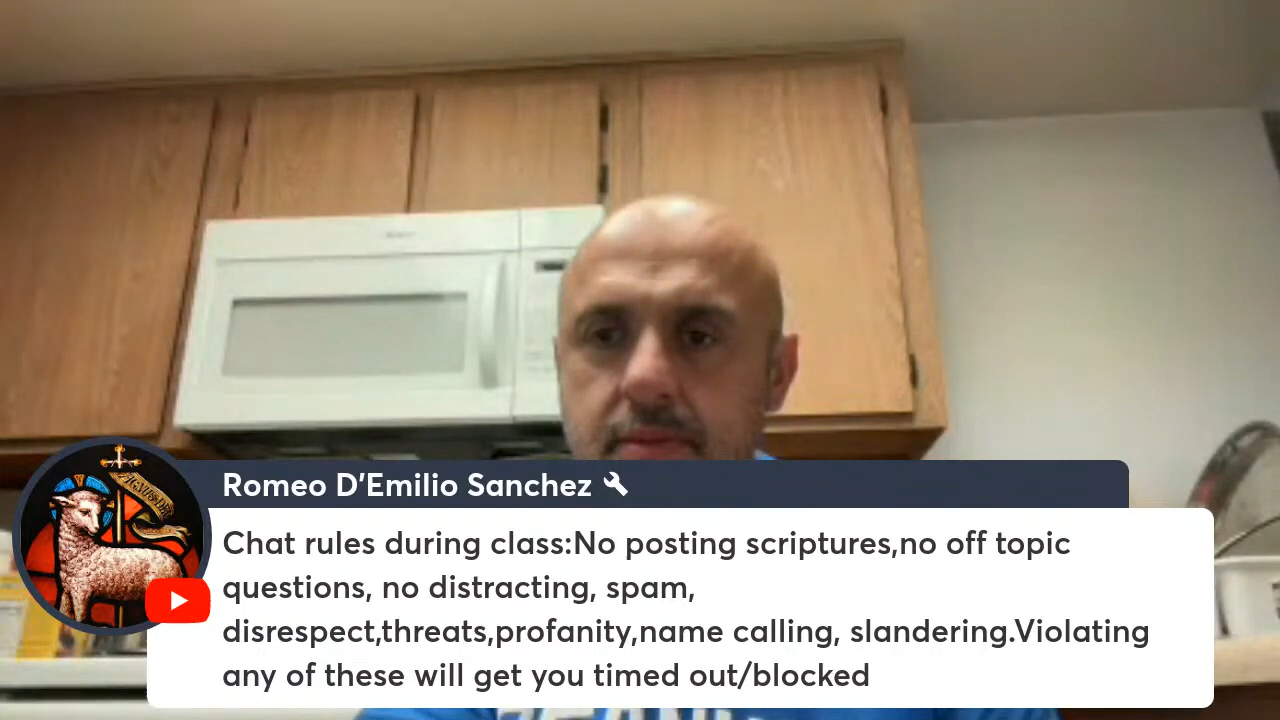 Romeo D'Emilio Sanchez
Chat rules during class:No posting scriptures,no off topic
questions, no distracting, spam,
disrespect,threats,profanity,name calling, slandering.Violating
any of these will get you timed out/blocked